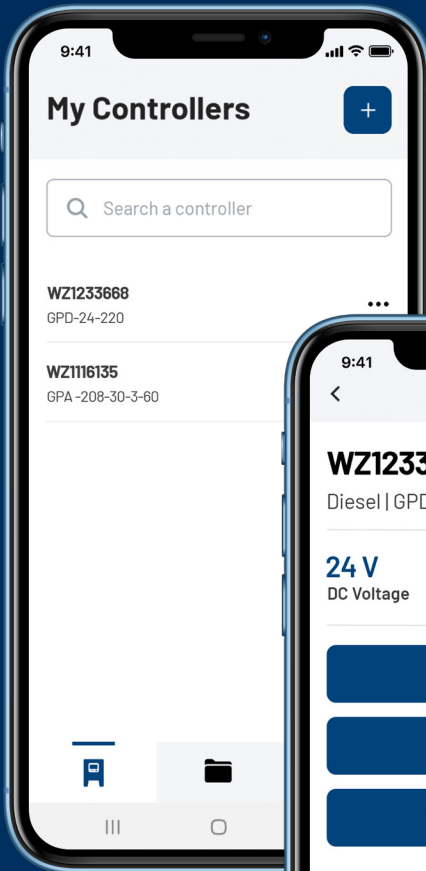 9:41
My Controllers
+
Search a controller
WZ1233668
GPD-24-220
WZ1116135
GPA -208-30-3-60
9:41
WZ1233
Diesel | GPD
24 V
DC Voltage